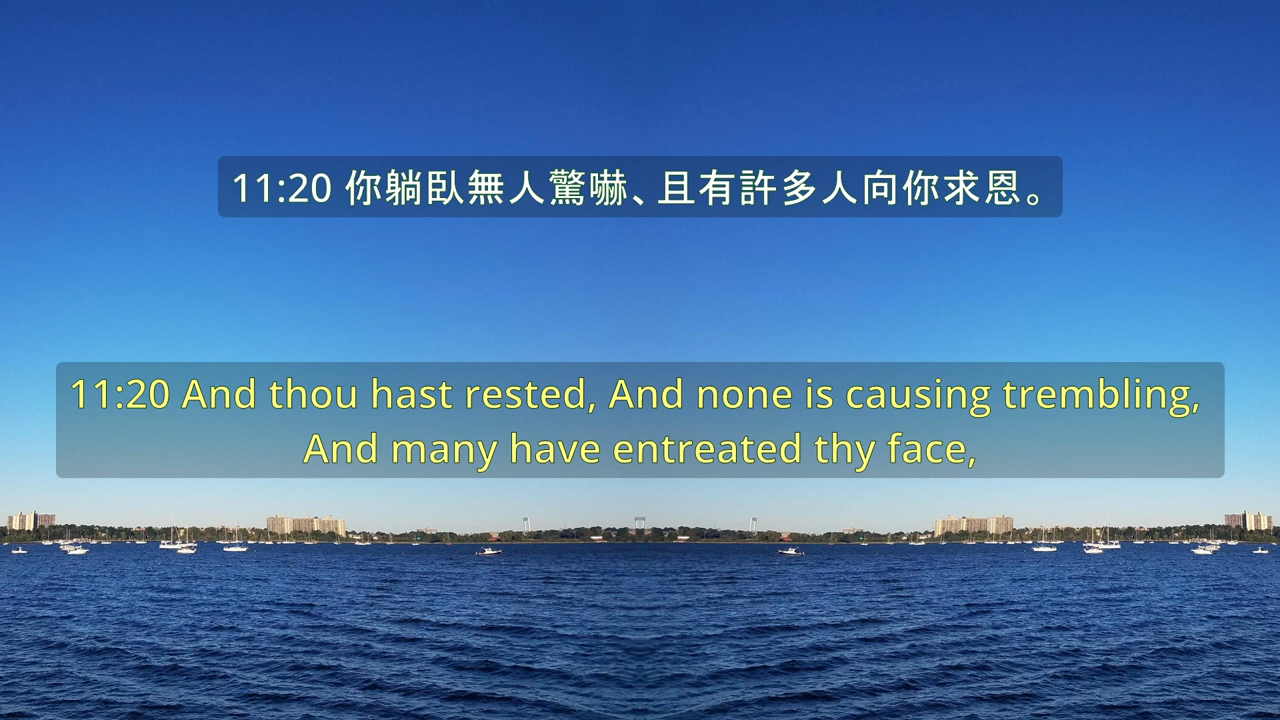 11:20 你躺臥無人驚嚇、且有許多人向你求恩。
11:20 And thou hast rested, And none is causing trembling,
And many have entreated thy face,